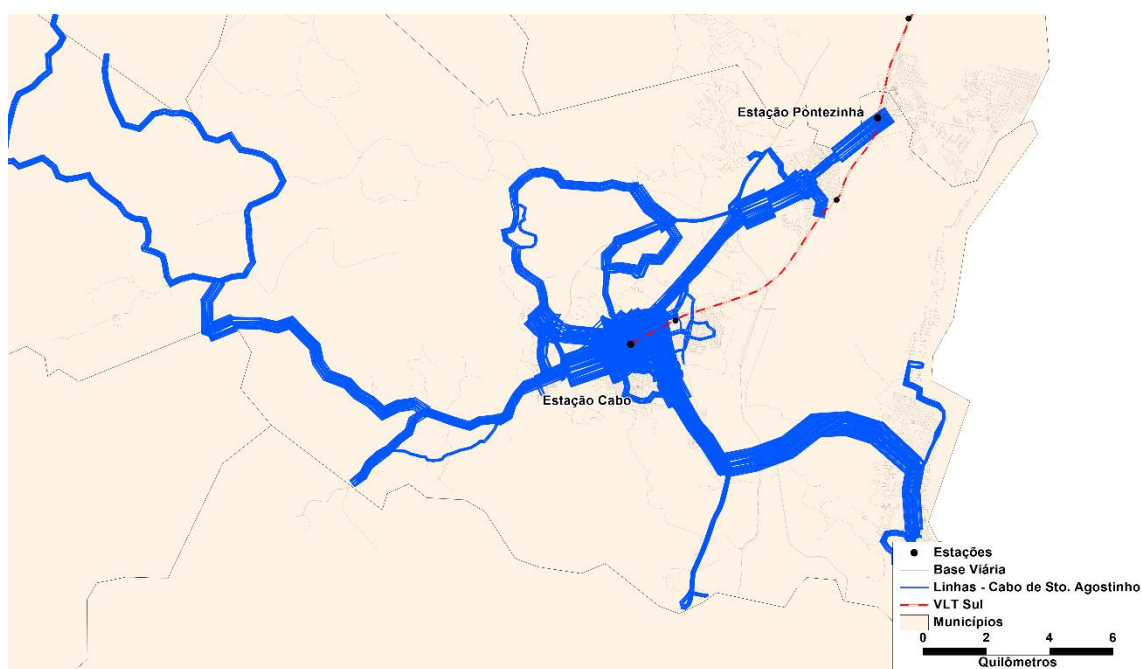 Estação Pontezinha
Estação Cabo
Estações
Base Viária
Linhas - Cabo de Sto. Agostinho
VLT Sul
Municípios
0 2 4 6
Quilômetros